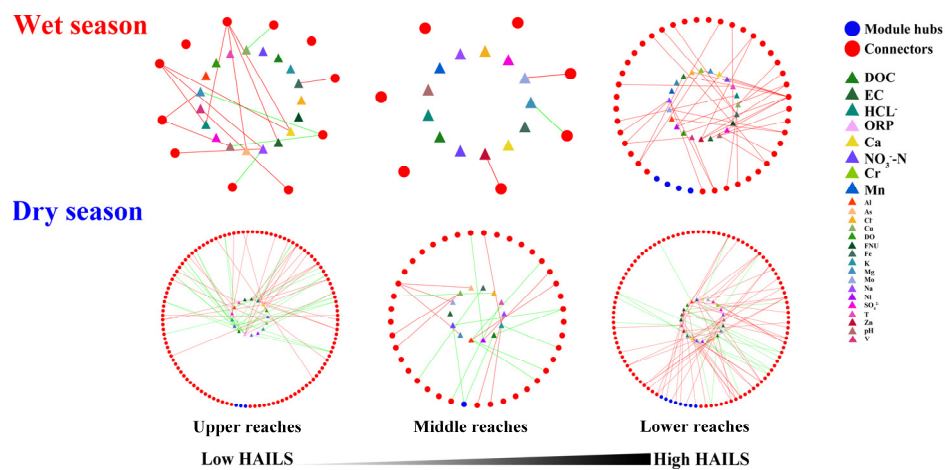 Wet season
Module hubs
Connectors
DOC
EC
HCL⁻
ORP
Ca
NO₃⁻-N
Cr
Mn
Al
As
Cl⁻
Cu
DO
FNU
Fe
K
Mg
Mo
Na
Ni
SO₄²⁻
T
Zn
pH
V
Dry season
Upper reaches
Middle reaches
Lower reaches
Low HAILS
High HAILS